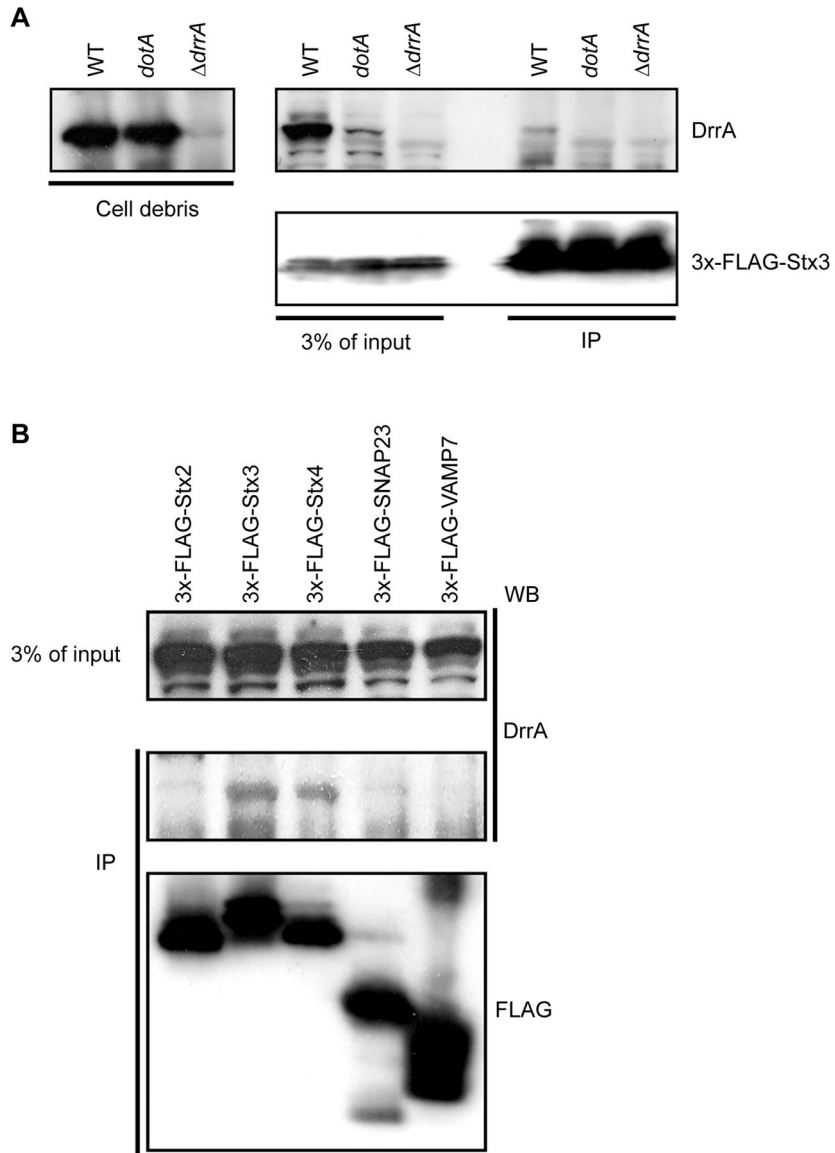 A
WT dotA ΔdrrA
WT dotA ΔdrrA
WT dotA ΔdrrA
DrrA
Cell debris
3x-FLAG-Stx3
3% of input
IP
B
3x-FLAG-Stx2
3x-FLAG-Stx3
3x-FLAG-Stx4
3x-FLAG-SNAP23
3x-FLAG-VAMP7
WB
3% of input
DrrA
IP
FLAG